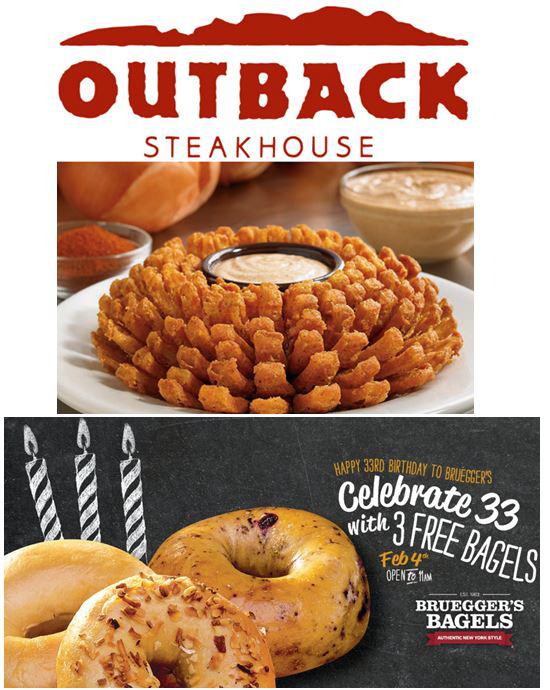 OUTBACK
STEAKHOUSE
HAPPY 33RD BIRTHDAY TO BRUEGGER'S
Celebrate 33
with 3 FREE BAGELS
Feb 4th
OPEN TO 11AM
EST. 1983
BRUEGGER'S
BAGELS
AUTHENTIC NEW YORK STYLE